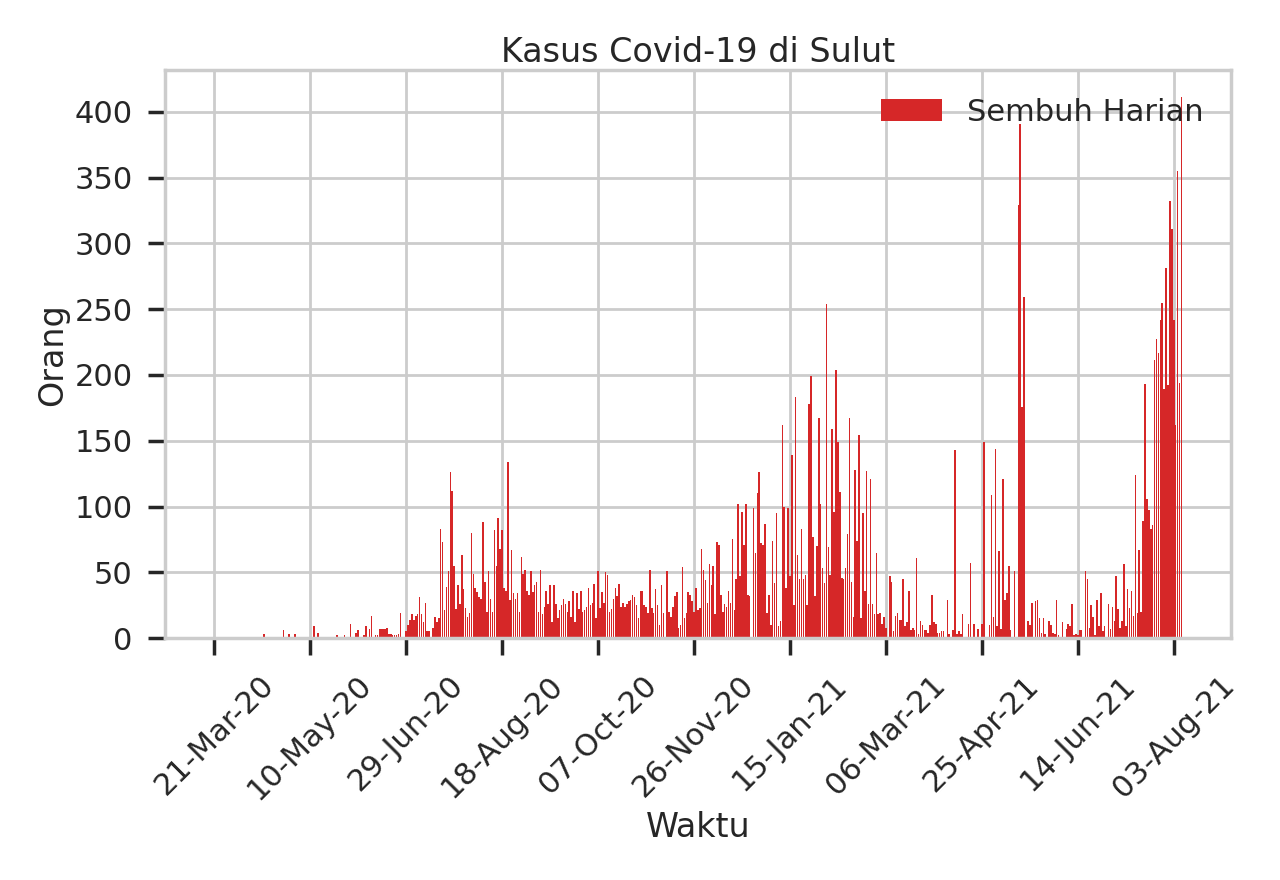 Kasus Covid-19 di Sulut
Sembuh Harian
Orang
400
350
300
250
200
150
100
50
0
21-Mar-20
10-May-20
29-Jun-20
18-Aug-20
07-Oct-20
26-Nov-20
15-Jan-21
06-Mar-21
25-Apr-21
14-Jun-21
03-Aug-21
Waktu